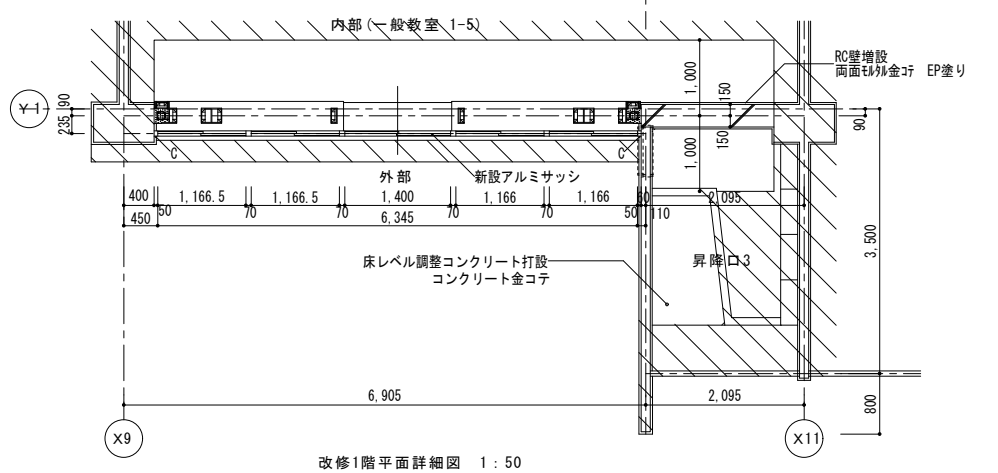 内部(一般教室 1-5)
RC壁増設
両面ﾓﾙﾀﾙ金ｺﾃ EP塗り
1,000
150
Y-1
90
235
90
150
1,000
C
C
外部
新設アルミサッシ
400
1,166.5
1,166.5
1,400
1,166
1,166
60
2,095
50
70
70
70
70
50
110
450
6,345
3,500
床レベル調整コンクリート打設
コンクリート金コテ
昇降口3
6,905
2,095
800
X9
X11
改修1階平面詳細図 1:50